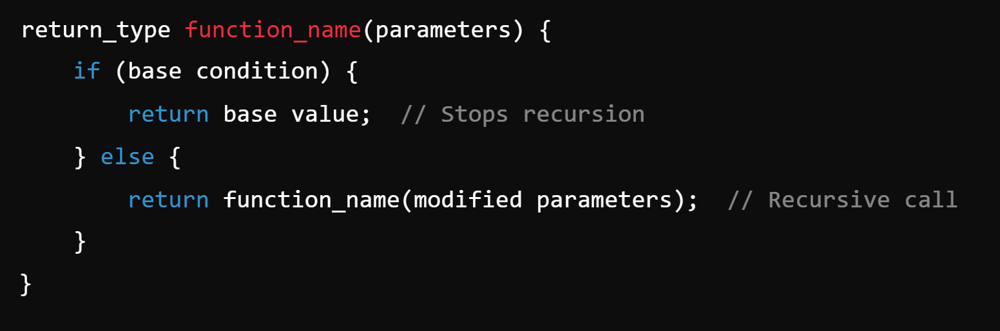 return_type function_name(parameters) {
    if (base condition) {
        return base value;  // Stops recursion
    } else {
        return function_name(modified parameters);  // Recursive call
    }
}